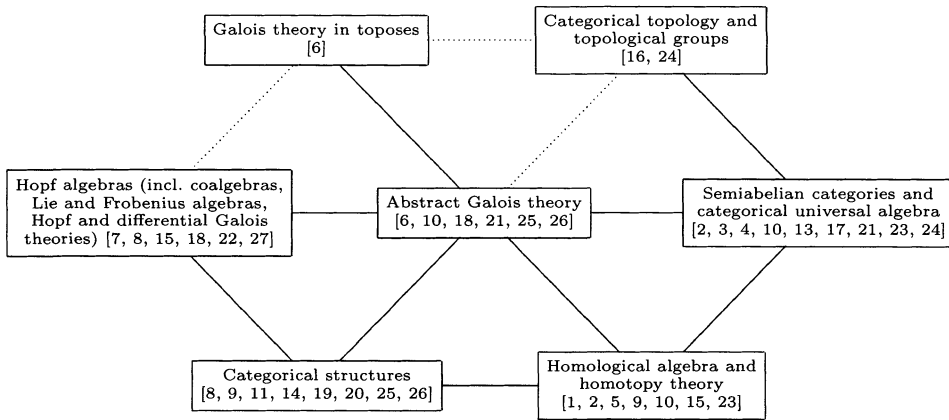 Galois theory in toposes
[6]
Categorical topology and
topological groups
[16, 24]
Hopf algebras (incl. coalgebras,
Lie and Frobenius algebras,
Hopf and differential Galois
theories) [7, 8, 15, 18, 22, 27]
Abstract Galois theory
[6, 10, 18, 21, 25, 26]
Semiabelian categories and
categorical universal algebra
[2, 3, 4, 10, 13, 17, 21, 23, 24]
Categorical structures
[8, 9, 11, 14, 19, 20, 25, 26]
Homological algebra and
homotopy theory
[1, 2, 5, 9, 10, 15, 23]